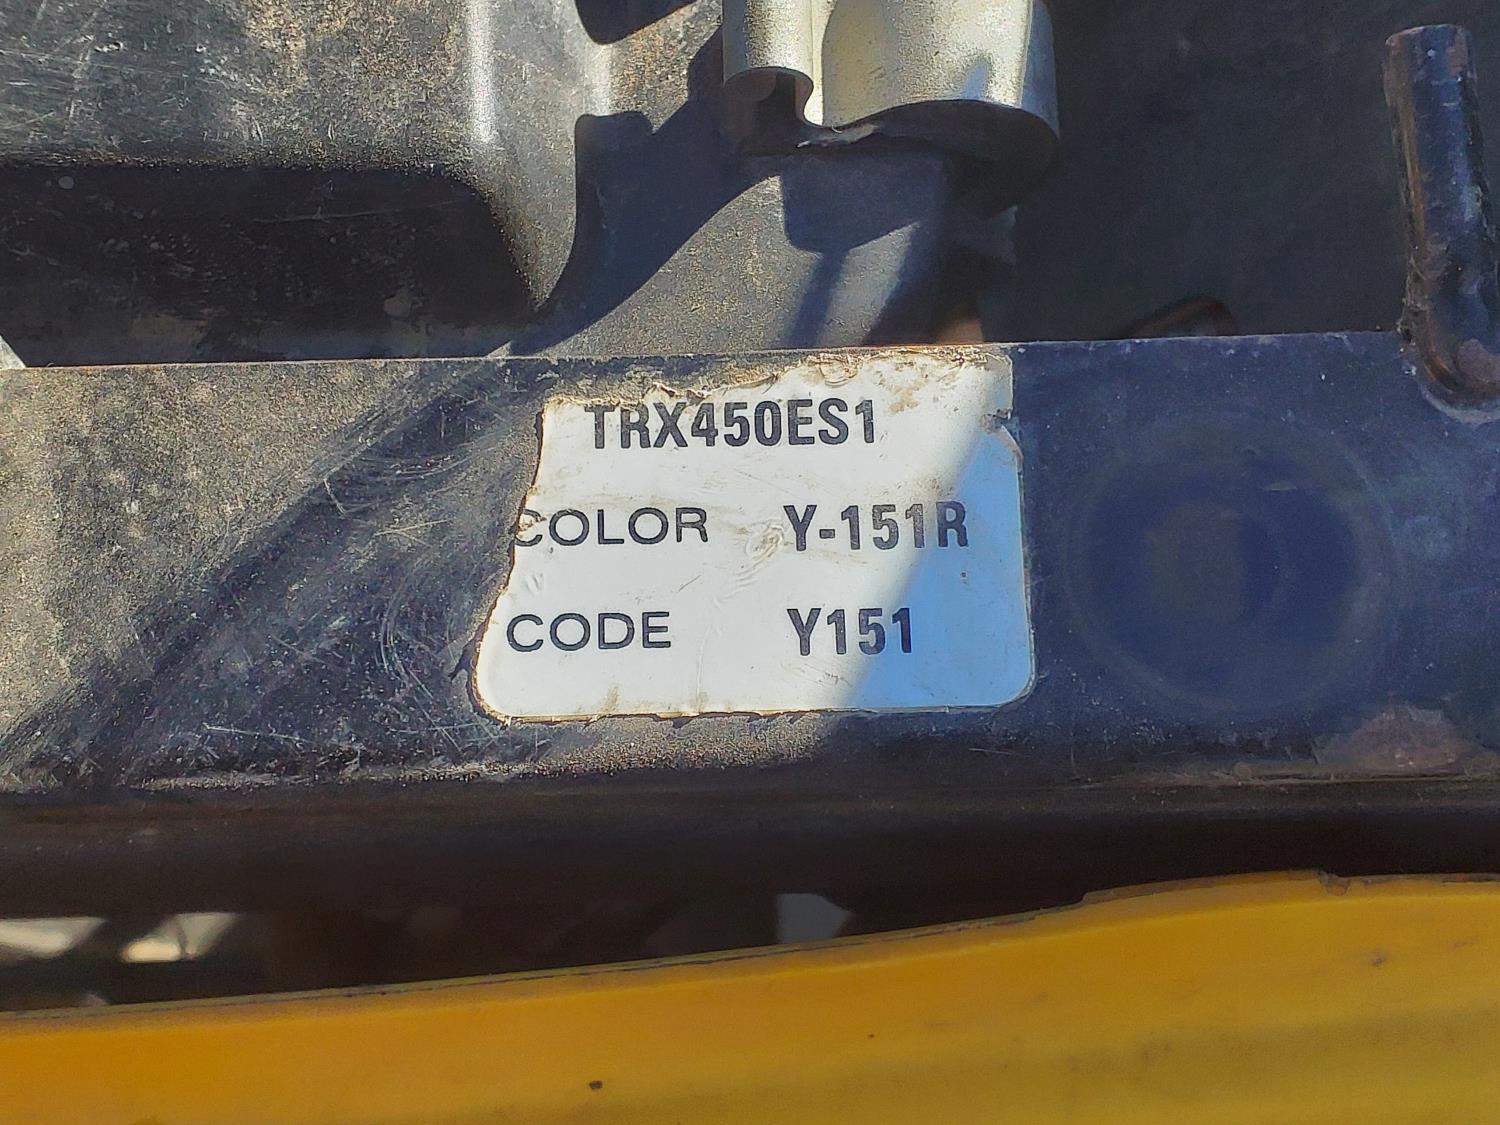 TRX450ES1
COLOR Y-151R
CODE Y151